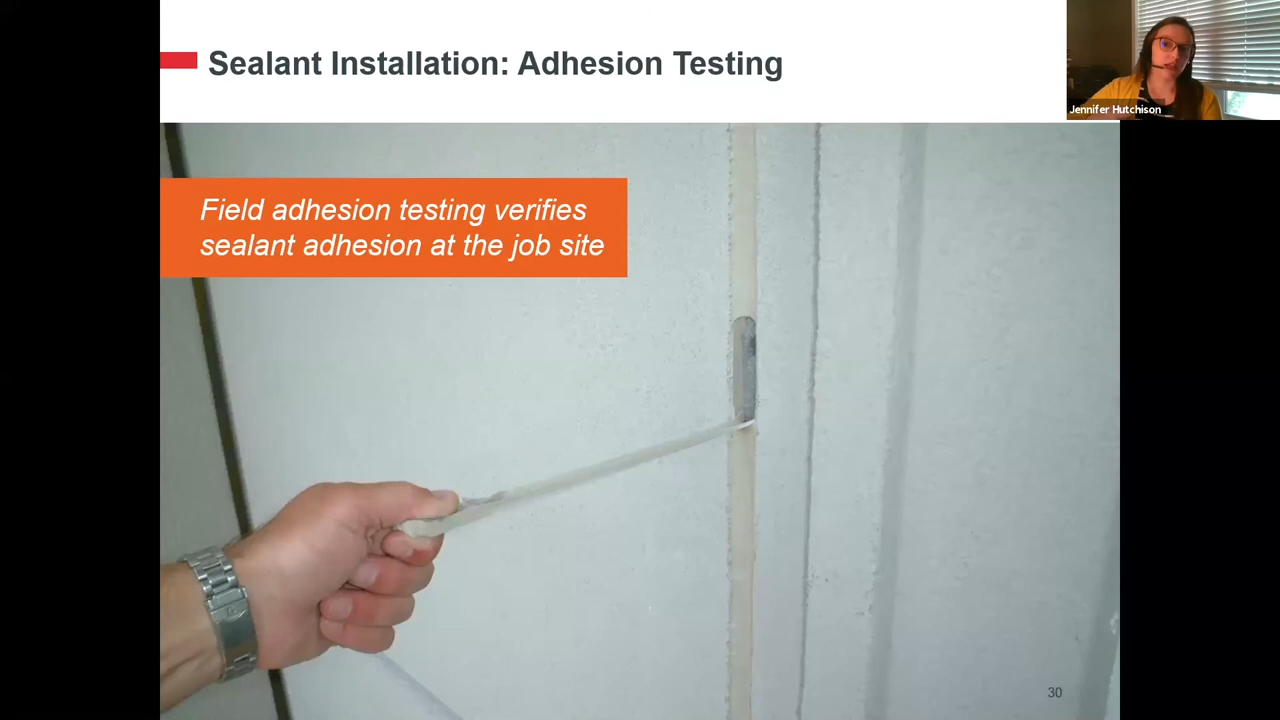 Sealant Installation: Adhesion Testing
Jennifer Hutchison
Field adhesion testing verifies
sealant adhesion at the job site
30